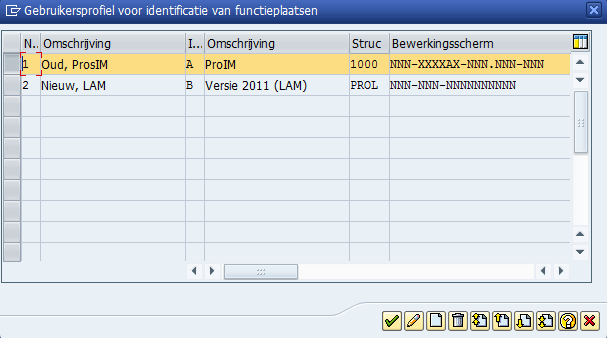 Gebruikersprofiel voor identificatie van functieplaatsen
N.. Omschrijving I... Omschrijving Struc Bewerkingsscherm
1 Oud, ProsIM A ProIM 1000 NNN-XXXXAX-NNN.NNN-NNN
2 Nieuw, LAM B Versie 2011 (LAM) PROL NNN-NNN-NNNNNNNNNN